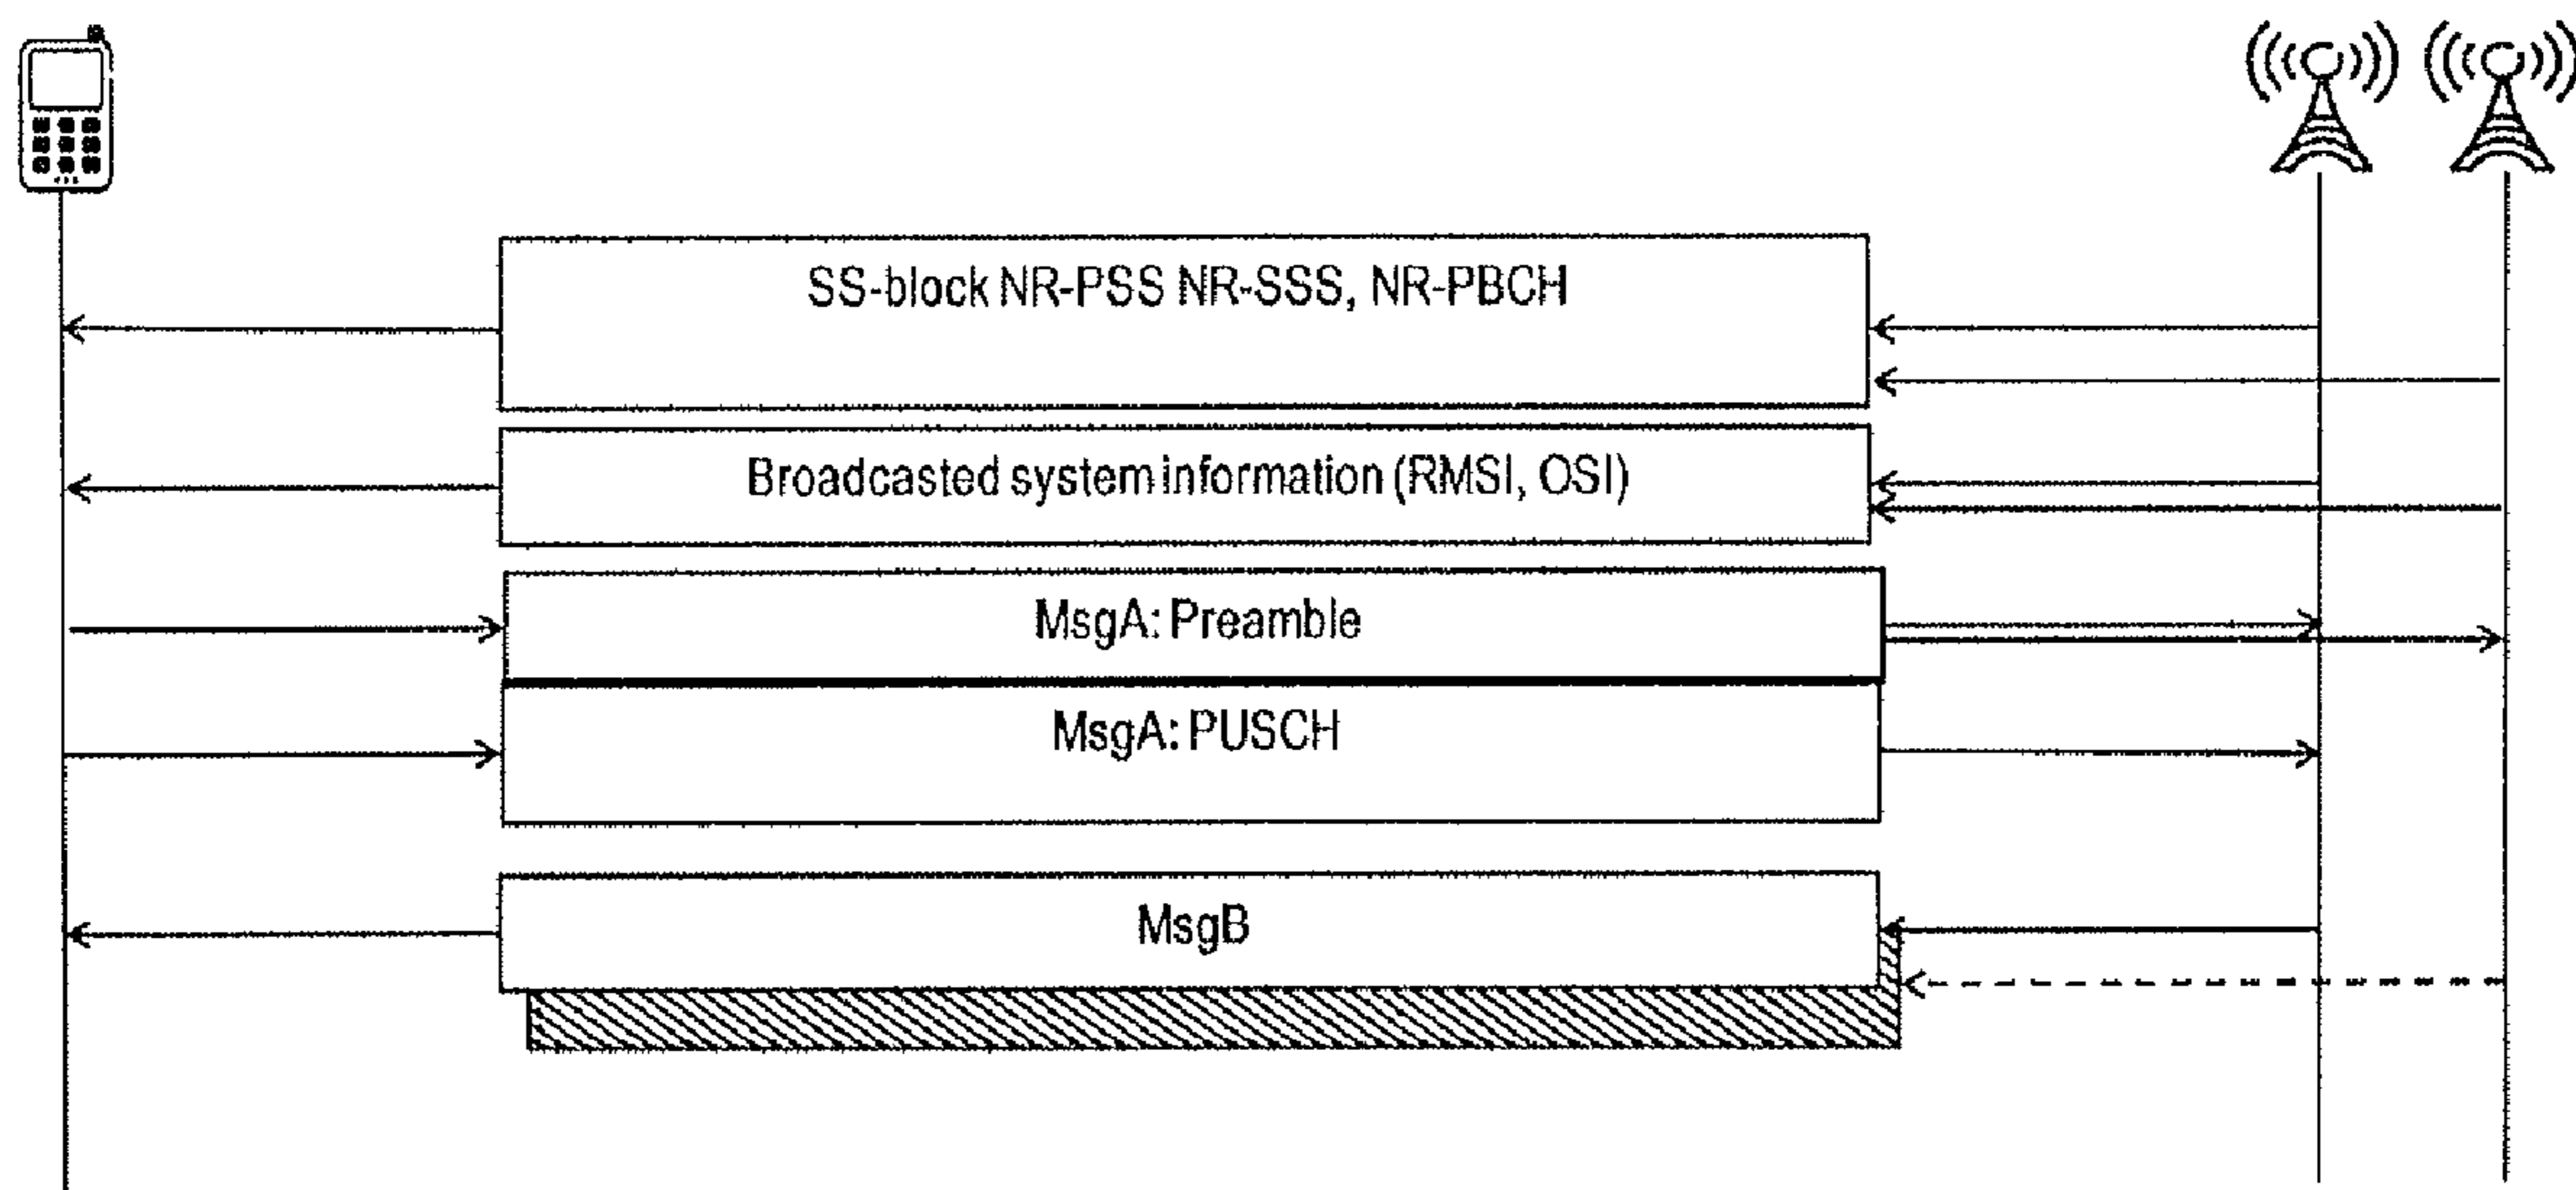 SS-block NR-PSS NR-SSS, NR-PBCH
Broadcasted system information (RMSI, OSI)
MsgA: Preamble
MsgA: PUSCH
MsgB